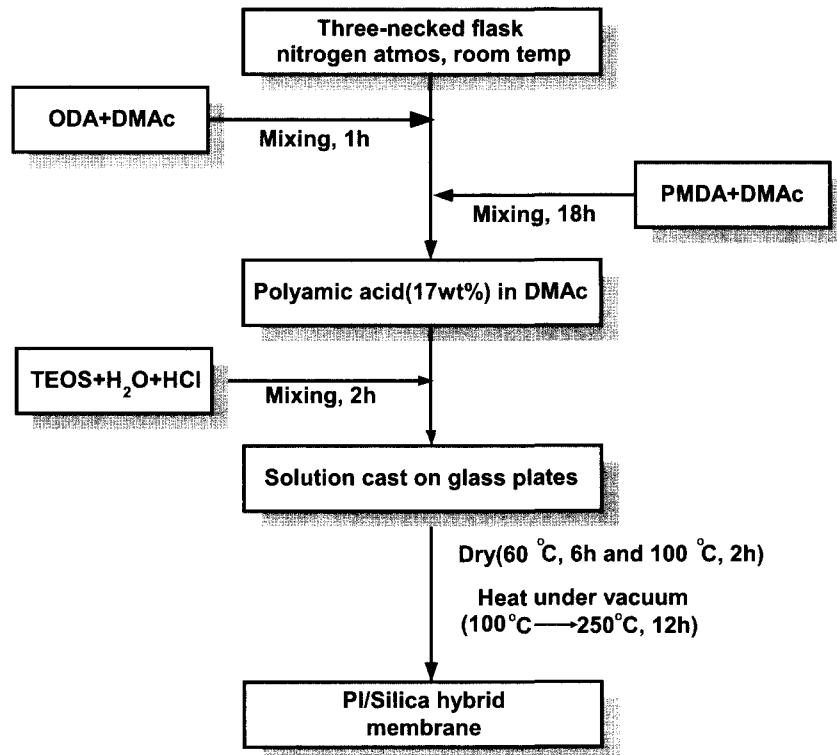 Three-necked flask
nitrogen atmos, room temp
ODA+DMAc
Mixing, 1h
PMDA+DMAc
Mixing, 18h
Polyamic acid(17wt%) in DMAc
TEOS+H₂O+HCl
Mixing, 2h
Solution cast on glass plates
Dry(60 °C, 6h and 100 °C, 2h)
Heat under vacuum
(100°C → 250°C, 12h)
PI/Silica hybrid
membrane